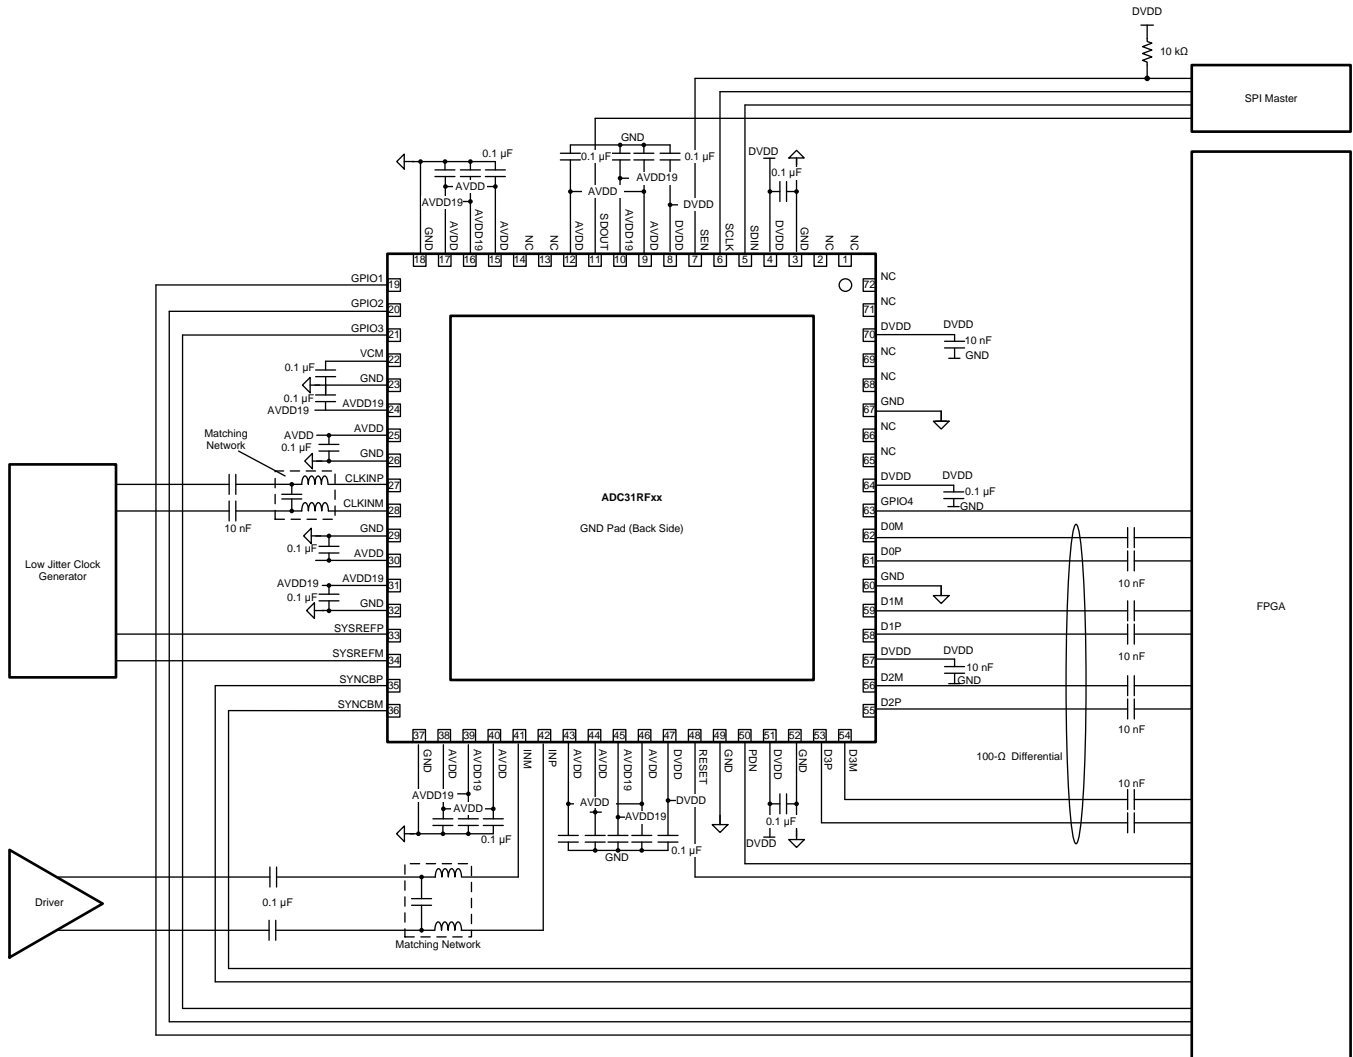 DVDD
10 kΩ
SPI Master
GND
0.1 µF
0.1 µF
0.1 µF
DVDD
0.1 µF
AVDD
AVDD19
AVDD19
AVDD
DVDD
GND
AVDD
AVDD19
AVDD
NC
NC
AVDD
SDOUT
AVDD19
AVDD
DVDD
SEN
SCLK
SDIN
DVDD
GND
NC
NC
18
17
16
15
14
13
12
11
10
9
8
7
6
5
4
3
2
1
GPIO1
19
GPIO2
20
GPIO3
21
VCM
22
0.1 µF
GND
23
0.1 µF
AVDD19
AVDD19
24
AVDD
AVDD
25
0.1 µF
GND
26
Matching
Network
CLKINP
27
CLKINM
28
10 nF
GND
29
0.1 µF
AVDD
30
AVDD19
AVDD19
31
0.1 µF
GND
32
SYSREFP
33
SYSREFM
34
SYNCBP
35
SYNCBM
36
Low Jitter Clock
Generator
ADC31RFxx
GND Pad (Back Side)
72
NC
71
NC
70
DVDD
DVDD
10 nF
GND
69
NC
68
NC
67
GND
66
NC
65
NC
64
DVDD
DVDD
0.1 µF
GND
63
GPIO4
62
D0M
61
D0P
10 nF
60
GND
59
D1M
58
D1P
10 nF
57
DVDD
DVDD
10 nF
GND
56
D2M
55
D2P
10 nF
100-Ω Differential
10 nF
FPGA
37
38
39
40
41
42
43
44
45
46
47
48
49
50
51
52
53
54
GND
AVDD
AVDD19
AVDD
INM
INP
AVDD
AVDD
AVDD19
AVDD
DVDD
RESET
GND
PDN
DVDD
GND
D3P
D3M
AVDD19
AVDD
0.1 µF
AVDD
AVDD19
DVDD
GND
0.1 µF
0.1 µF
DVDD
Driver
0.1 µF
Matching Network